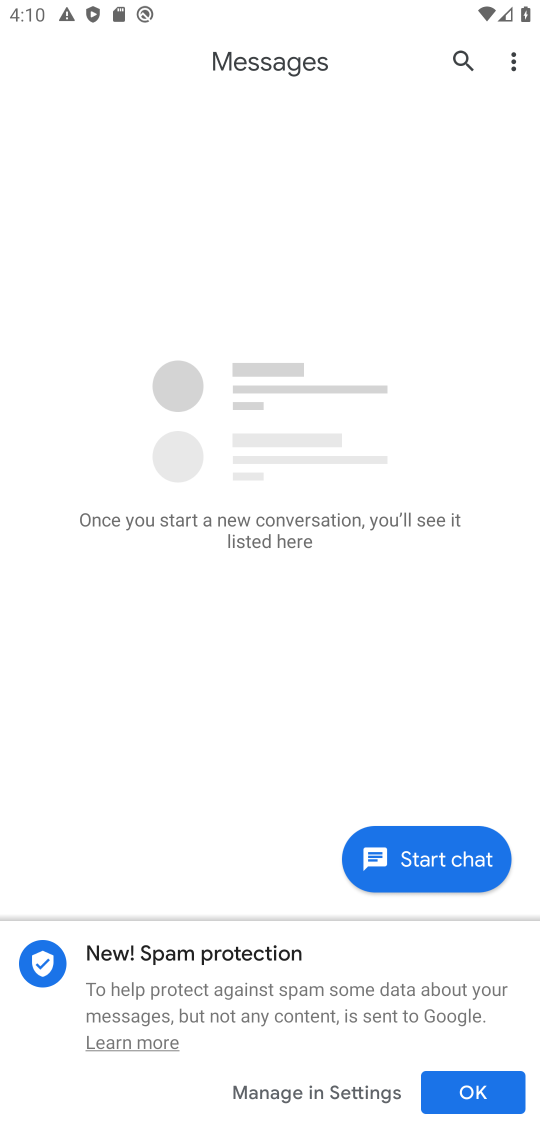 4:10
Messages
Once you start a new conversation, you'll see it
listed here
Start chat
New! Spam protection
To help protect against spam some data about your
messages, but not any content, is sent to Google.
Learn more
Manage in Settings
OK